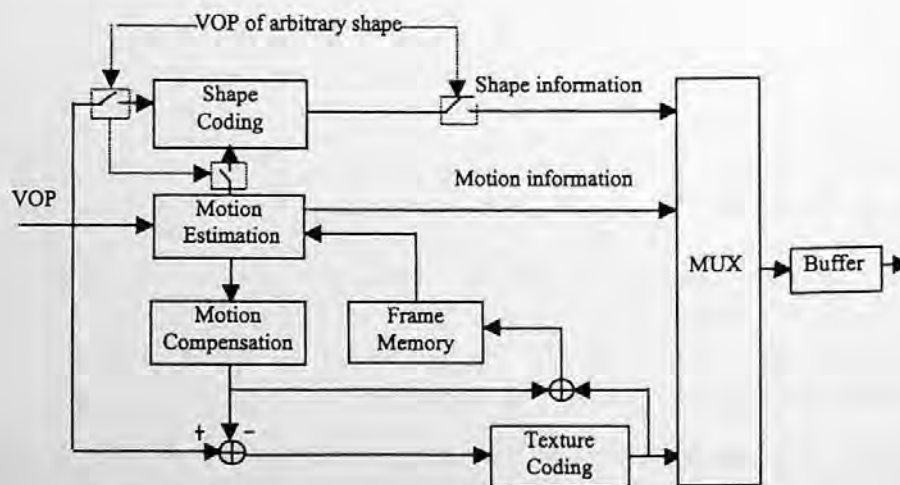 VOP of arbitrary shape
Shape information
Shape
Coding
Motion information
VOP
Motion
Estimation
MUX
Buffer
Motion
Compensation
Frame
Memory
+ -
Texture
Coding